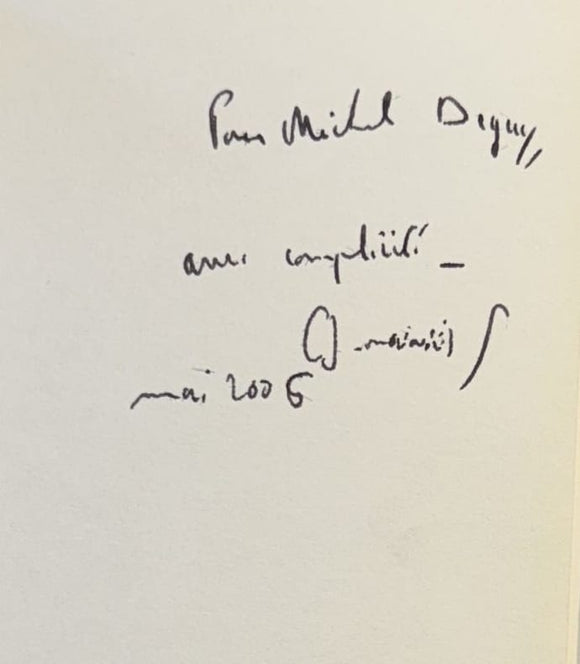 Pour Michel Deguy,
avec complicité –
mai 2006